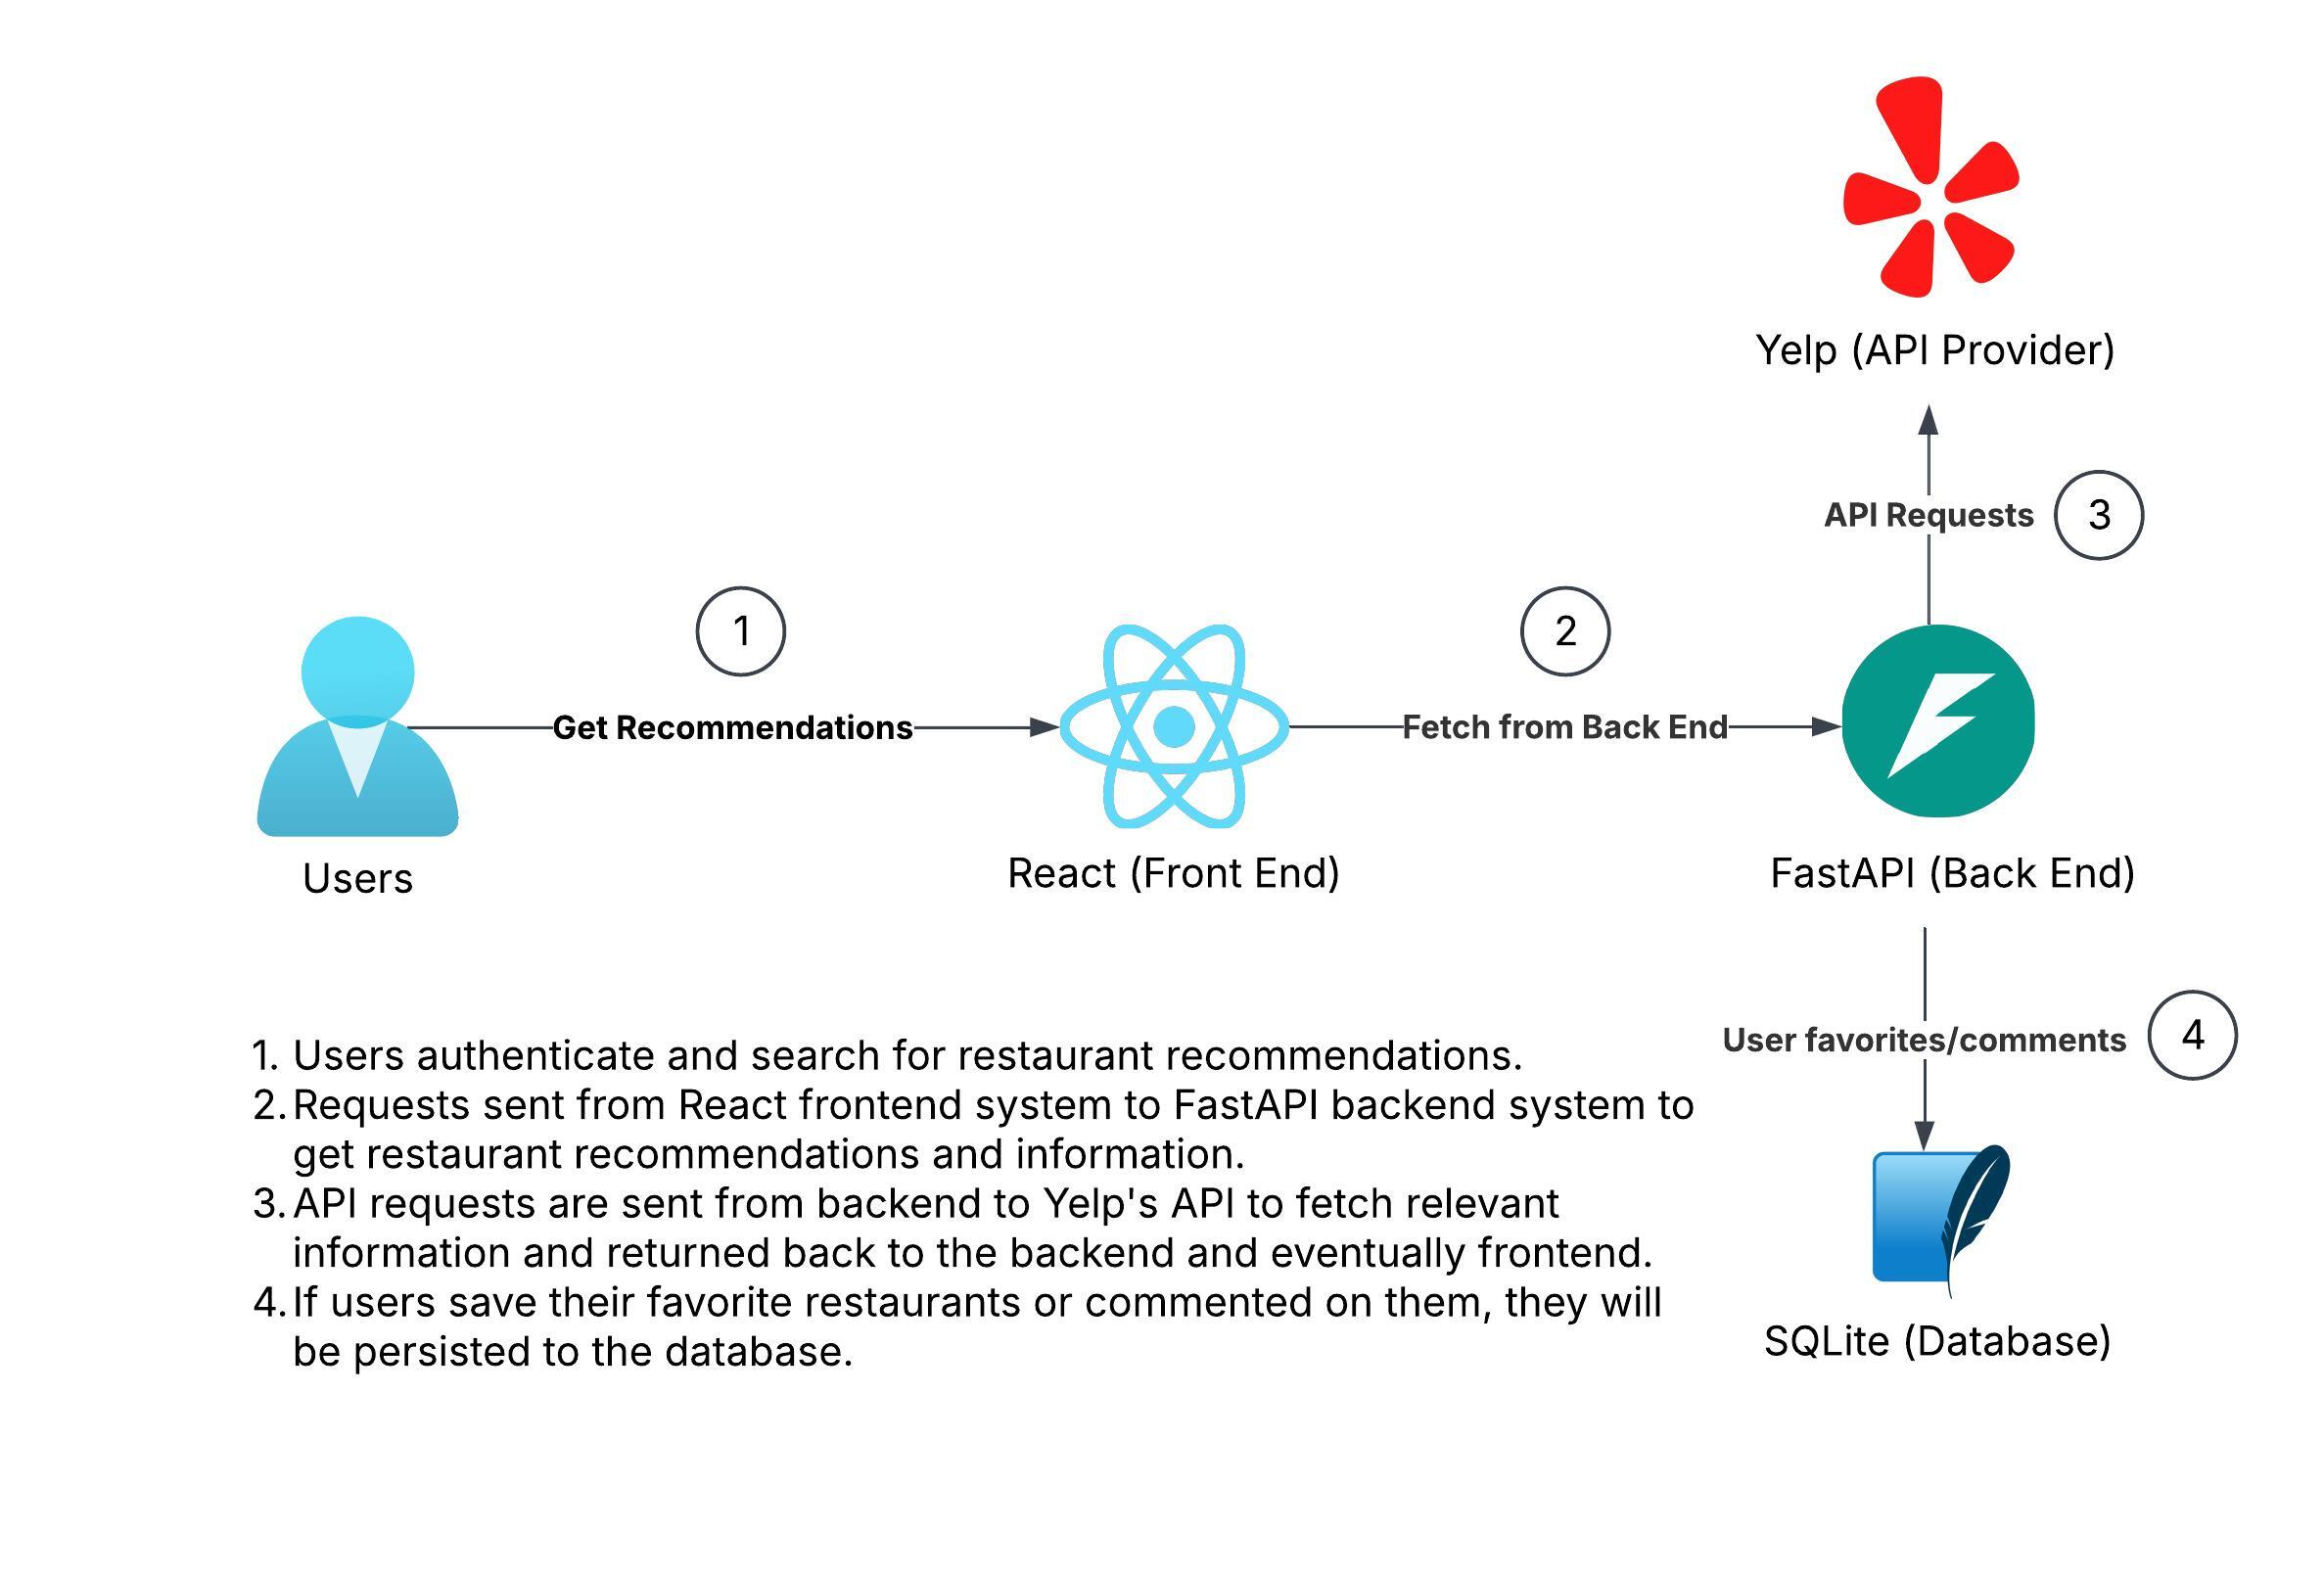 Yelp (API Provider)
API Requests
3
1
2
Get Recommendations
Fetch from Back End
Users
React (Front End)
FastAPI (Back End)
User favorites/comments
4
1. Users authenticate and search for restaurant recommendations.
2. Requests sent from React frontend system to FastAPI backend system to
get restaurant recommendations and information.
3. API requests are sent from backend to Yelp's API to fetch relevant
information and returned back to the backend and eventually frontend.
4. If users save their favorite restaurants or commented on them, they will
be persisted to the database.
SQLite (Database)